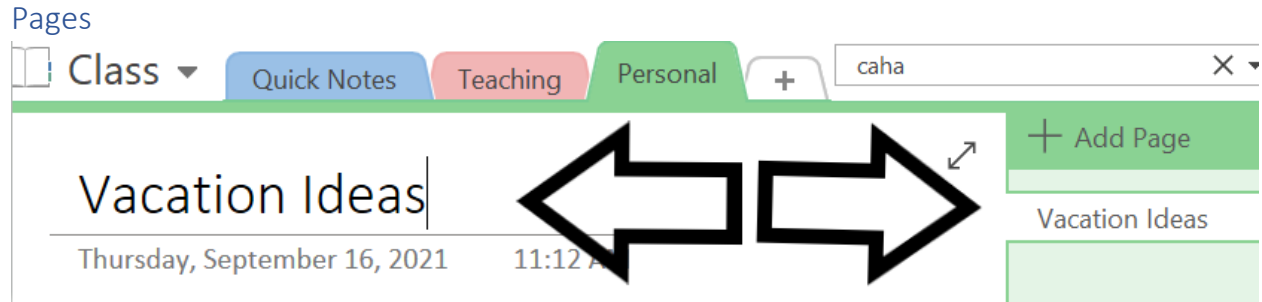 Pages
Class Quick Notes Teaching Personal + caha
+ Add Page
Vacation Ideas
Vacation Ideas
Thursday, September 16, 2021 11:12 A